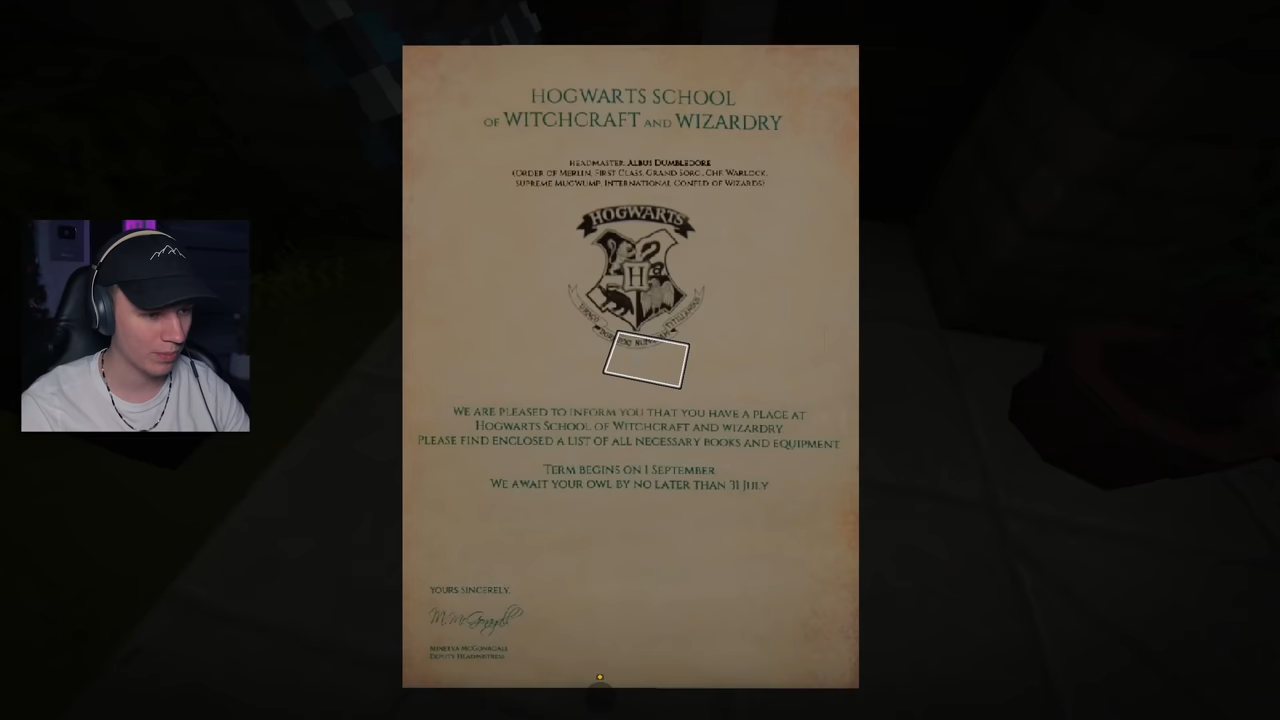 HOGWARTS SCHOOL
OF WITCHCRAFT AND WIZARDRY
HEADMASTER: ALBUS DUMBLEDORE
(ORDER OF MERLIN, FIRST CLASS, GRAND SORC., CHF. WARLOCK,
SUPREME MUGWUMP, INTERNATIONAL CONFED. OF WIZARDS)
HOGWARTS
H
DRACO TITILLANDUS
WE ARE PLEASED TO INFORM YOU THAT YOU HAVE A PLACE AT
HOGWARTS SCHOOL OF WITCHCRAFT AND WIZARDRY.
PLEASE FIND ENCLOSED A LIST OF ALL NECESSARY BOOKS AND EQUIPMENT
TERM BEGINS ON 1 SEPTEMBER
WE AWAIT YOUR OWL BY NO LATER THAN 31 JULY
YOURS SINCERELY,
M. McGonagall
MINERVA MCGONAGALL
DEPUTY HEADMISTRESS